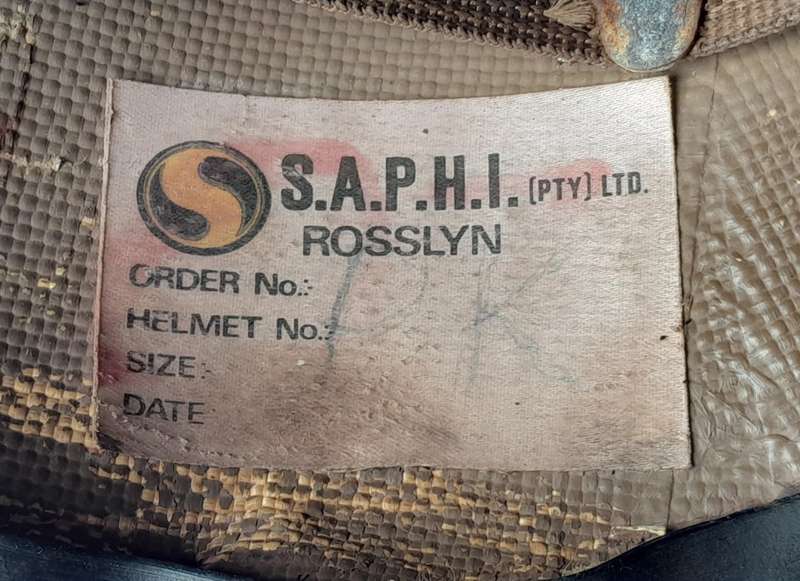 S.A.P.H.I. (PTY) LTD.
ROSSLYN
ORDER No.:-
HELMET No.:-
SIZE:-
DATE